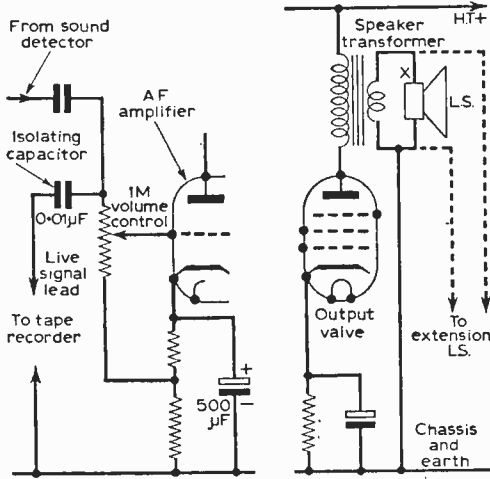 From sound
detector
Isolating
capacitor
0·01µF
Live
signal
lead
To tape
recorder
AF
amplifier
1M
volume
control
500
µF
+
−
Speaker
transformer
H.T+
X
L.S.
Output
valve
To
extension
L.S.
Chassis
and
earth